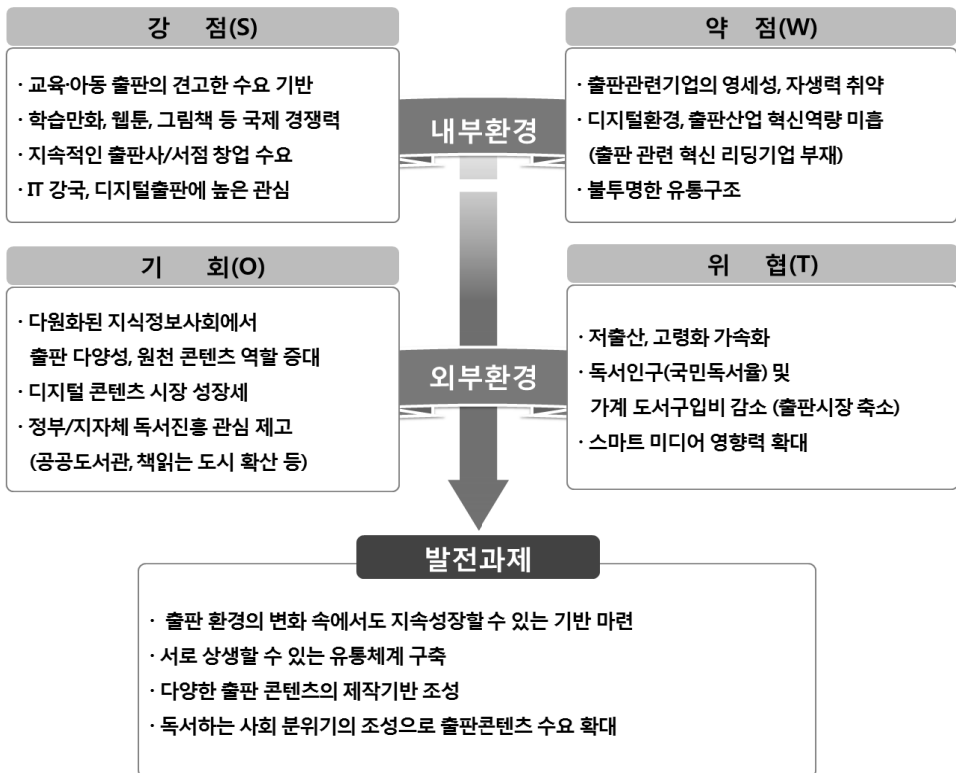 강 점(S)
· 교육·아동 출판의 견고한 수요 기반
· 학습만화, 웹툰, 그림책 등 국제 경쟁력
· 지속적인 출판사/서점 창업 수요
· IT 강국, 디지털출판에 높은 관심
약 점(W)
· 출판관련기업의 영세성, 자생력 취약
· 디지털환경, 출판산업 혁신역량 미흡
(출판 관련 혁신 리딩기업 부재)
· 불투명한 유통구조
내부환경
기 회(O)
· 다원화된 지식정보사회에서
출판 다양성, 원천 콘텐츠 역할 증대
· 디지털 콘텐츠 시장 성장세
· 정부/지자체 독서진흥 관심 제고
(공공도서관, 책읽는 도시 확산 등)
위 협(T)
· 저출산, 고령화 가속화
· 독서인구(국민독서율) 및
가계 도서구입비 감소 (출판시장 축소)
· 스마트 미디어 영향력 확대
외부환경
발전과제
· 출판 환경의 변화 속에서도 지속성장할 수 있는 기반 마련
· 서로 상생할 수 있는 유통체계 구축
· 다양한 출판 콘텐츠의 제작기반 조성
· 독서하는 사회 분위기의 조성으로 출판콘텐츠 수요 확대